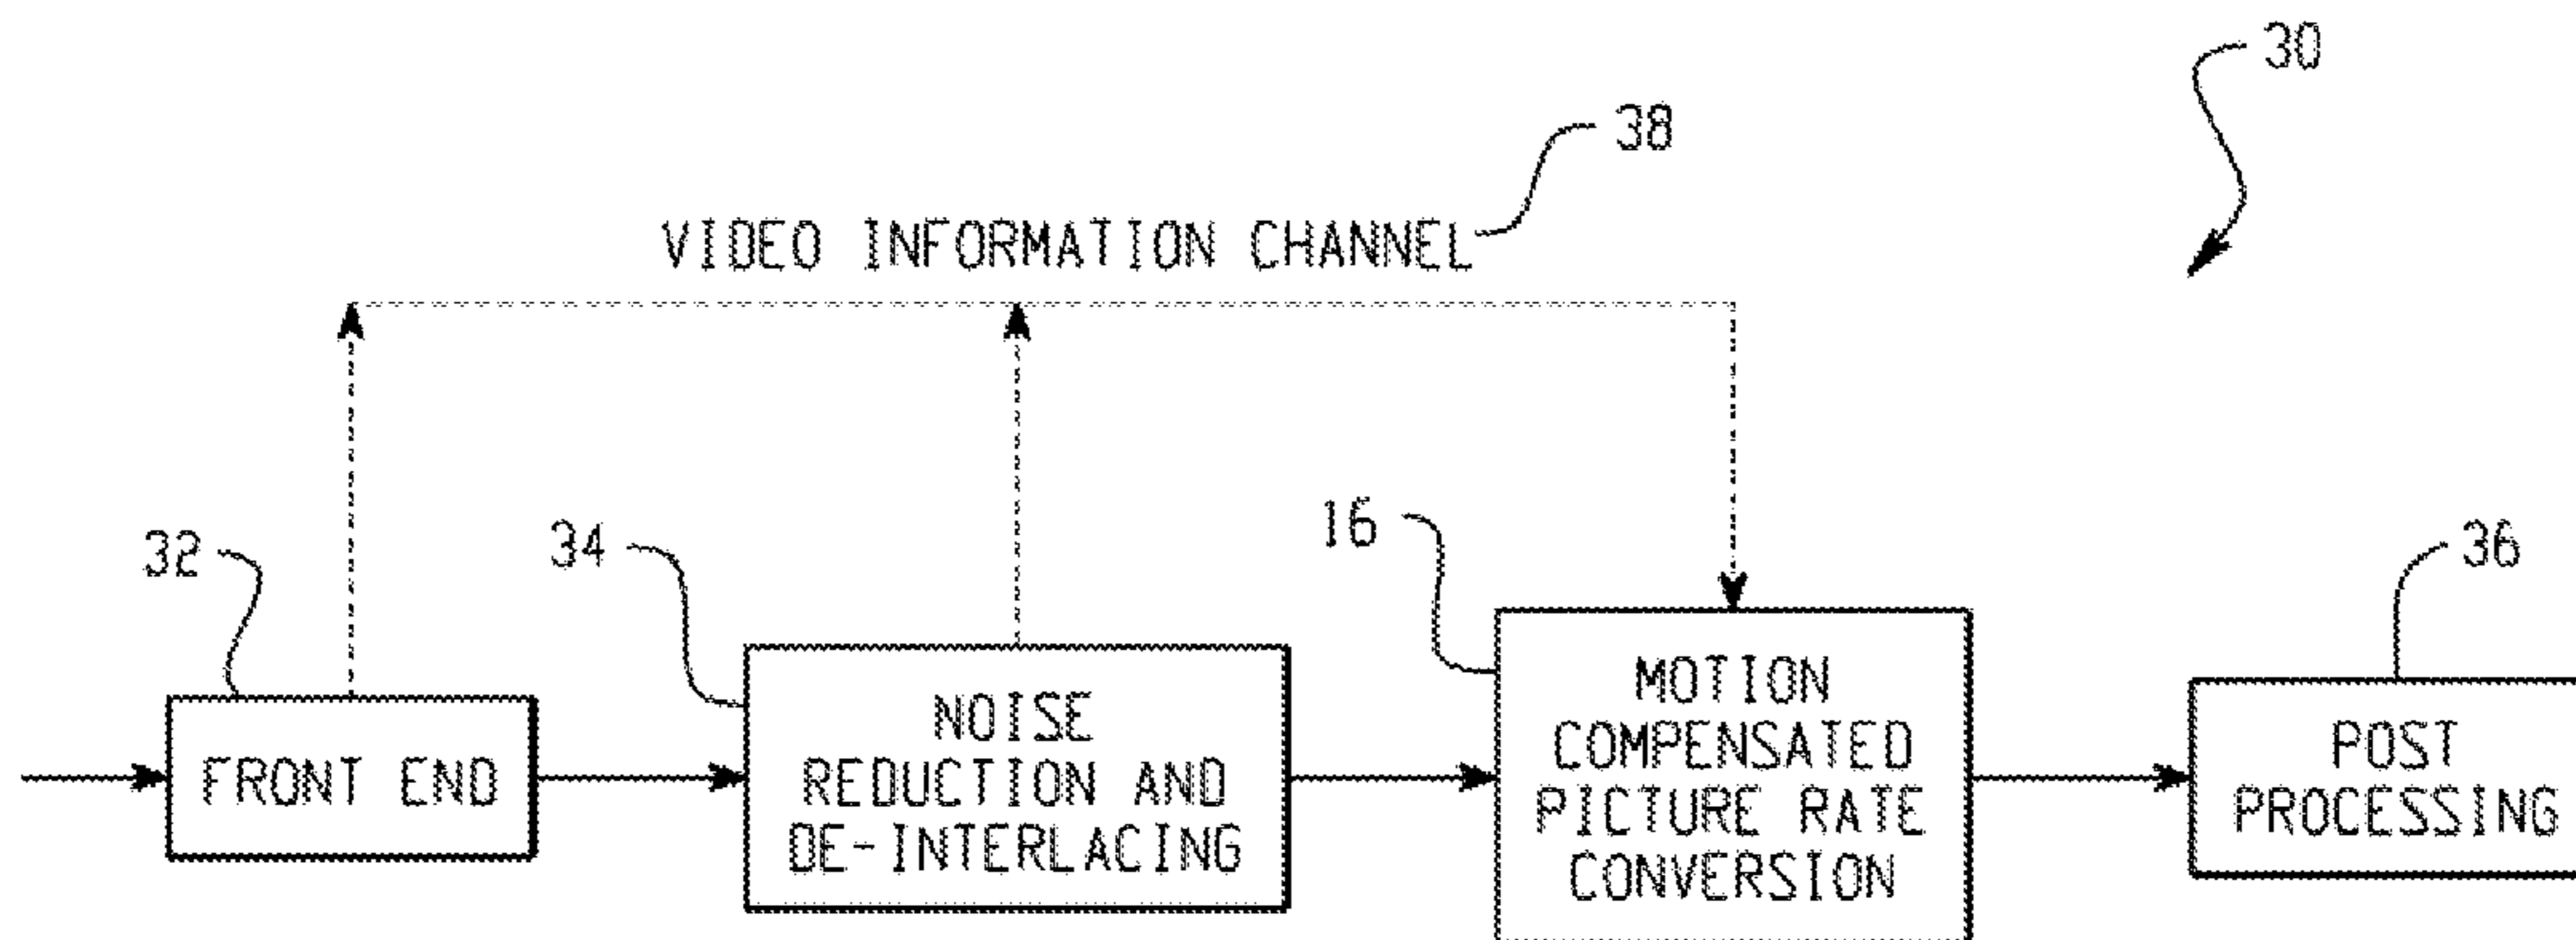 30
38
VIDEO INFORMATION CHANNEL
32
34
16
36
FRONT END
NOISE
REDUCTION AND
DE-INTERLACING
MOTION
COMPENSATED
PICTURE RATE
CONVERSION
POST
PROCESSING